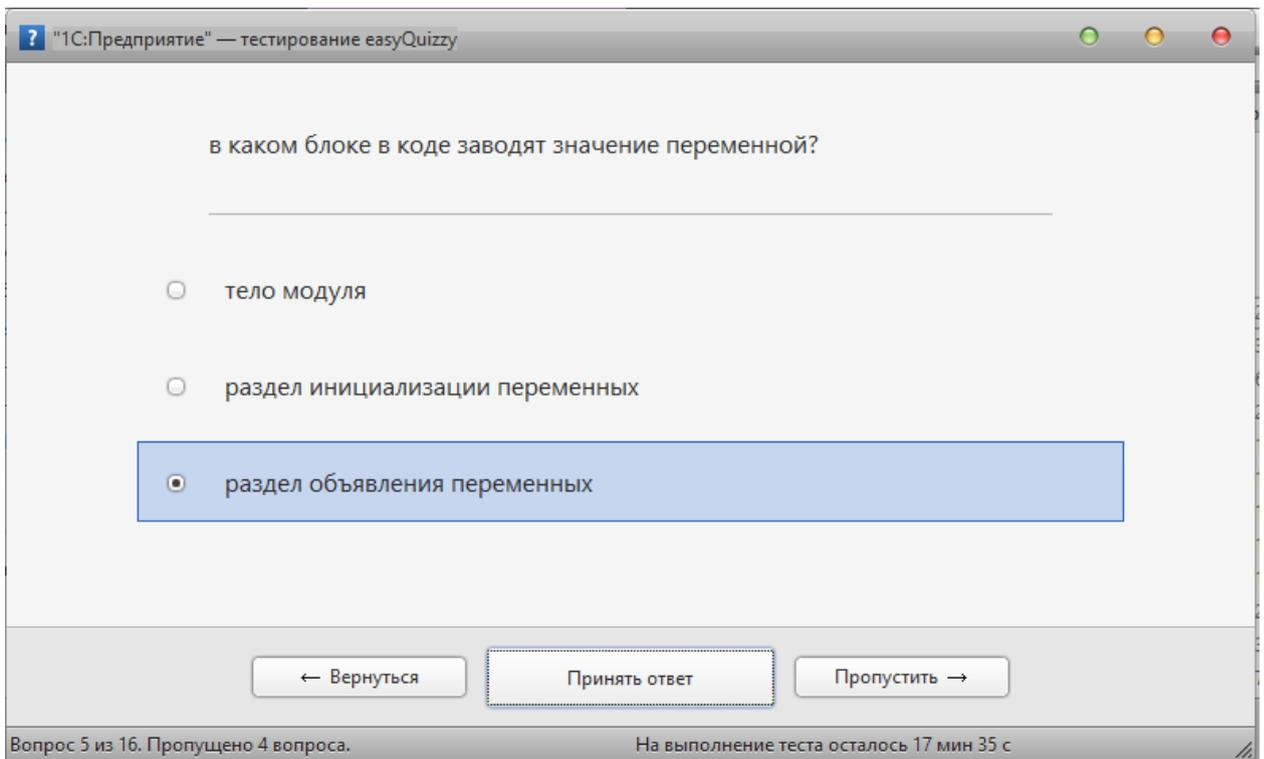 "1С:Предприятие" — тестирование easyQuizzy
в каком блоке в коде заводят значение переменной?
тело модуля
раздел инициализации переменных
раздел объявления переменных
← Вернуться
Принять ответ
Пропустить →
Вопрос 5 из 16. Пропущено 4 вопроса.
На выполнение теста осталось 17 мин 35 с